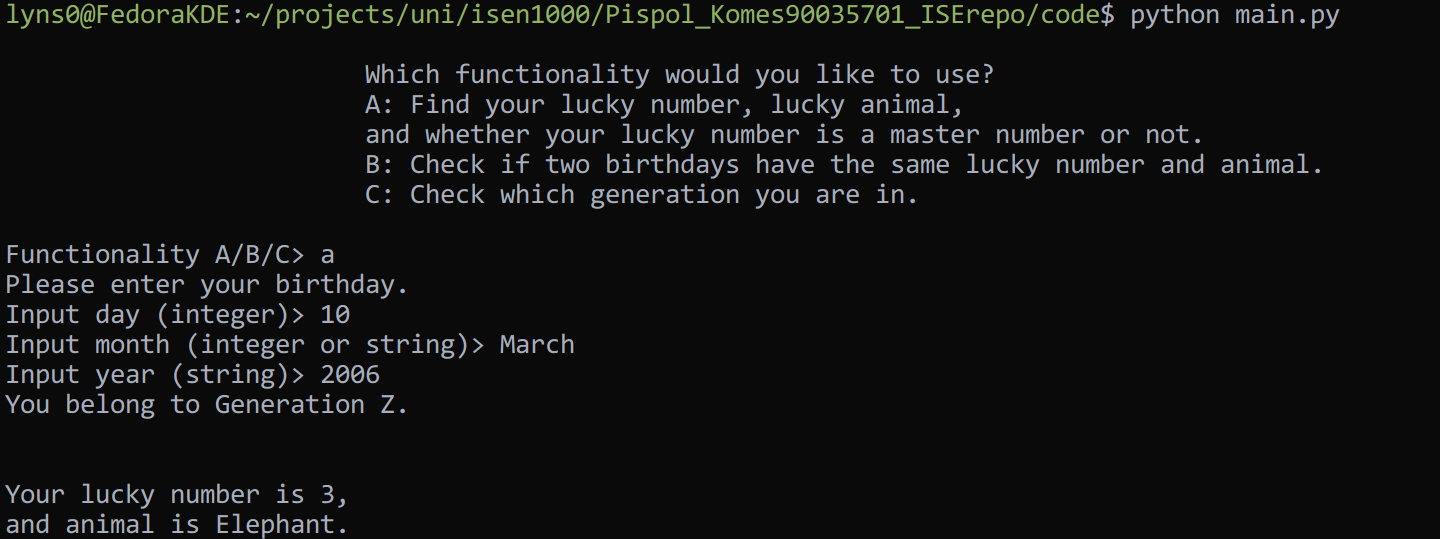 lyns0@FedoraKDE:~/projects/uni/isen1000/Pispol_Komes90035701_ISErepo/code$ python main.py
Which functionality would you like to use?
A: Find your lucky number, lucky animal,
and whether your lucky number is a master number or not.
B: Check if two birthdays have the same lucky number and animal.
C: Check which generation you are in.
Functionality A/B/C> a
Please enter your birthday.
Input day (integer)> 10
Input month (integer or string)> March
Input year (string)> 2006
You belong to Generation Z.
Your lucky number is 3,
and animal is Elephant.